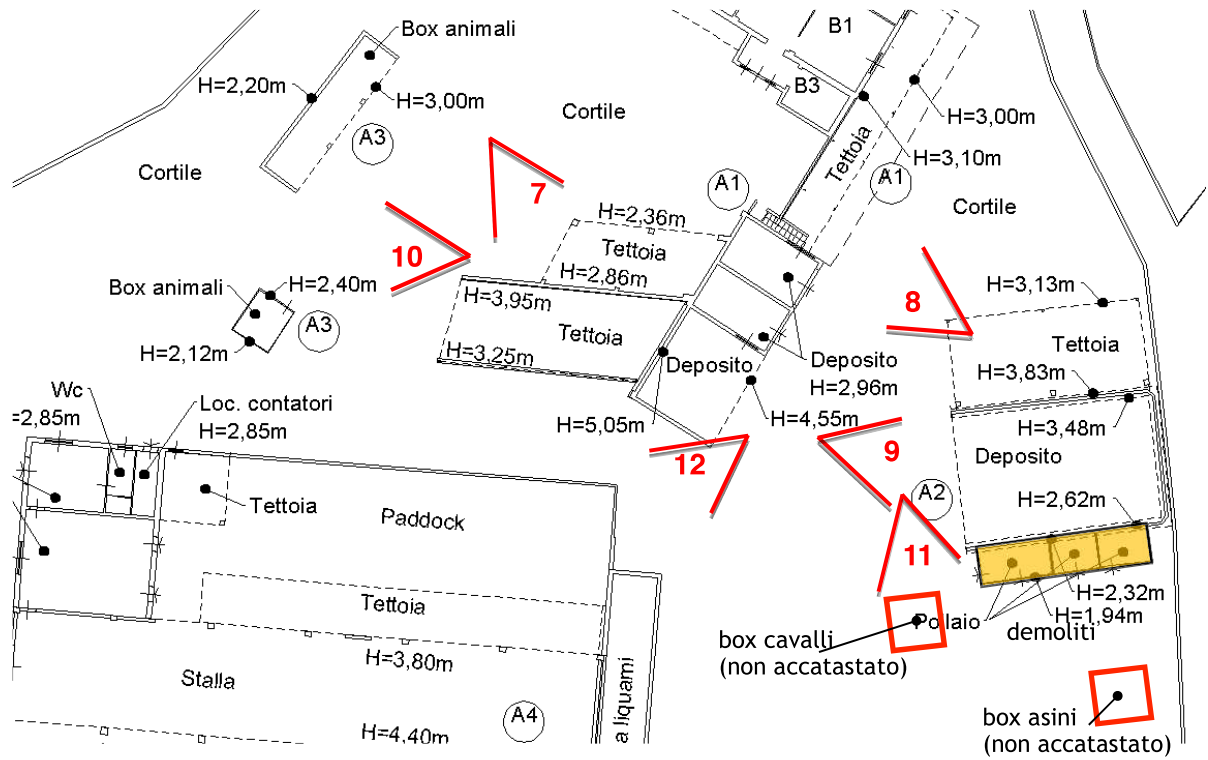 Box animali
B1
H=2,20m
B3
H=3,00m
Cortile
H=3,00m
A3
Tettoia
H=3,10m
Cortile
A1
A1
7
Cortile
H=2,36m
Tettoia
10
H=2,86m
Box animali
H=2,40m
H=3,95m
H=3,13m
8
A3
Tettoia
H=2,12m
H=3,25m
Tettoia
Deposito
Deposito
H=3,83m
Wc
H=2,96m
Loc. contatori
=2,85m
H=2,85m
H=5,05m
H=4,55m
H=3,48m
12
9
Deposito
A2
H=2,62m
Tettoia
Paddock
11
H=2,32m
Tettoia
H=1,94m
Pollaio
demoliti
box cavalli
(non accatastato)
H=3,80m
Stalla
a liquami
A4
box asini
(non accatastato)
H=4,40m